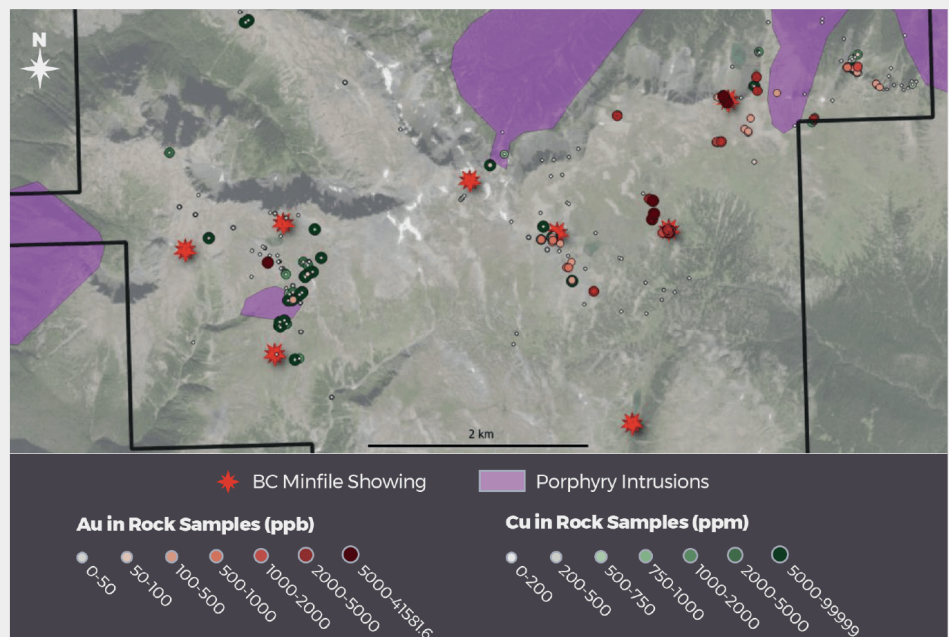 N
2 km
BC Minfile Showing
Porphyry Intrusions
Au in Rock Samples (ppb)
0-50
50-100
100-500
500-1000
1000-2000
2000-5000
5000-41581.6
Cu in Rock Samples (ppm)
0-200
200-500
500-750
750-1000
1000-2000
2000-5000
5000-99999